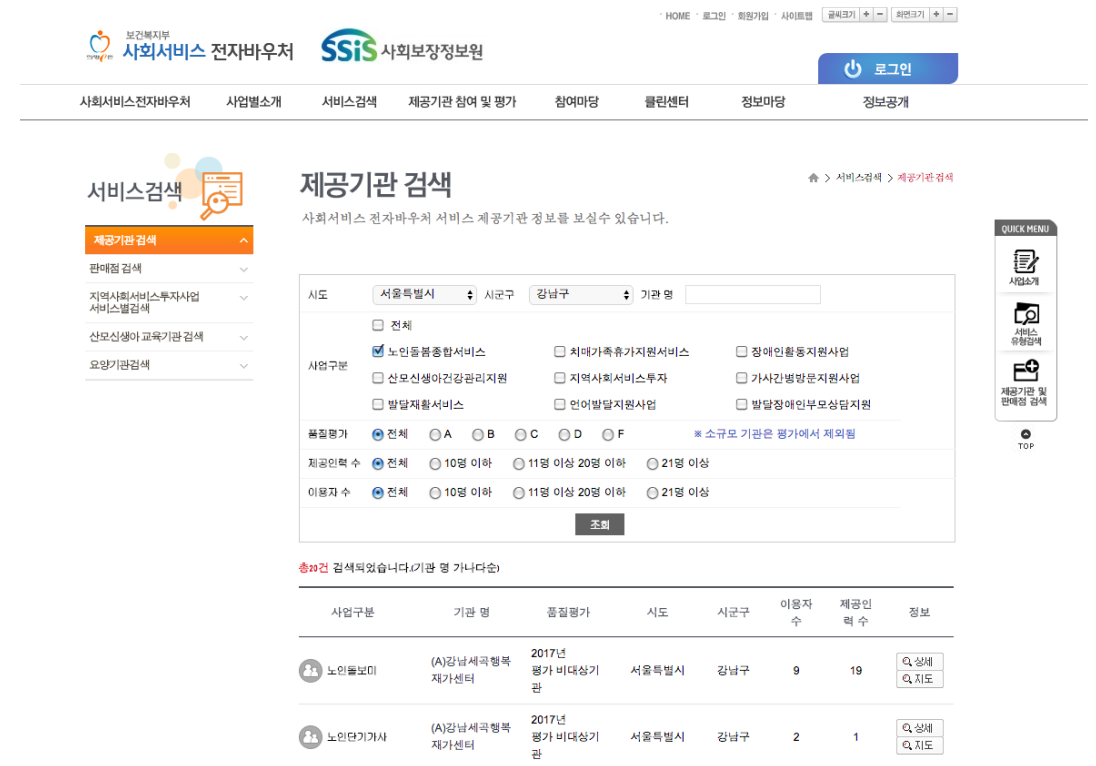 HOME 로그인 회원가입 사이트맵 글씨크기 + - 화면크기 + -
보건복지부
사회서비스 전자바우처
SSiS 사회보장정보원
로그인
사회서비스전자바우처 사업별소개 서비스검색 제공기관 참여 및 평가 참여마당 클린센터 정보마당 정보공개
서비스검색
제공기관 검색
판매점 검색
지역사회서비스투자사업
서비스별검색
산모신생아 교육기관 검색
요양기관검색
제공기관 검색
> 서비스검색 > 제공기관 검색
사회서비스 전자바우처 서비스 제공기관 정보를 보실수 있습니다.
시도 서울특별시 시군구 강남구 기관 명
사업구분
전체
노인돌봄종합서비스 치매가족휴가지원서비스 장애인활동지원사업
산모신생아건강관리지원 지역사회서비스투자 가사간병방문지원사업
발달재활서비스 언어발달지원사업 발달장애인부모상담지원
품질평가 전체 A B C D F ※ 소규모 기관은 평가에서 제외됨
제공인력 수 전체 10명 이하 11명 이상 20명 이하 21명 이상
이용자 수 전체 10명 이하 11명 이상 20명 이하 21명 이상
조회
총20건 검색되었습니다.(기관 명 가나다순)
사업구분 기관 명 품질평가 시도 시군구 이용자 수 제공인력 수 정보
노인돌보미 (A)강남세곡행복재가센터 2017년 평가 비대상기관 서울특별시 강남구 9 19 상세 지도
노인단기가사 (A)강남세곡행복재가센터 2017년 평가 비대상기관 서울특별시 강남구 2 1 상세 지도
QUICK MENU
사업소개
서비스
유형검색
제공기관 및
판매점 검색
TOP